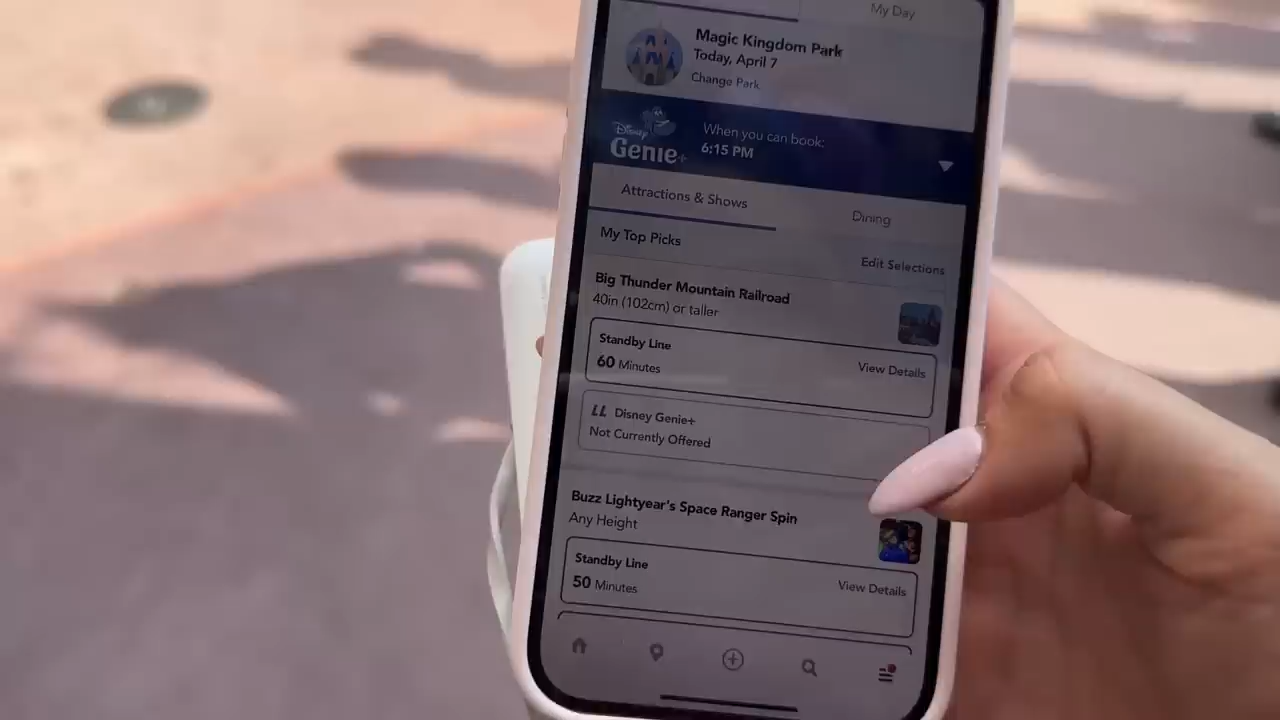 My Day
Magic Kingdom Park
Today, April 7
Change Park
Disney
Genie+
When you can book:
6:15 PM
Attractions & Shows
Dining
My Top Picks
Edit Selections
Big Thunder Mountain Railroad
40in (102cm) or taller
Standby Line
60 Minutes
View Details
LL Disney Genie+
Not Currently Offered
Buzz Lightyear's Space Ranger Spin
Any Height
Standby Line
50 Minutes
View Details